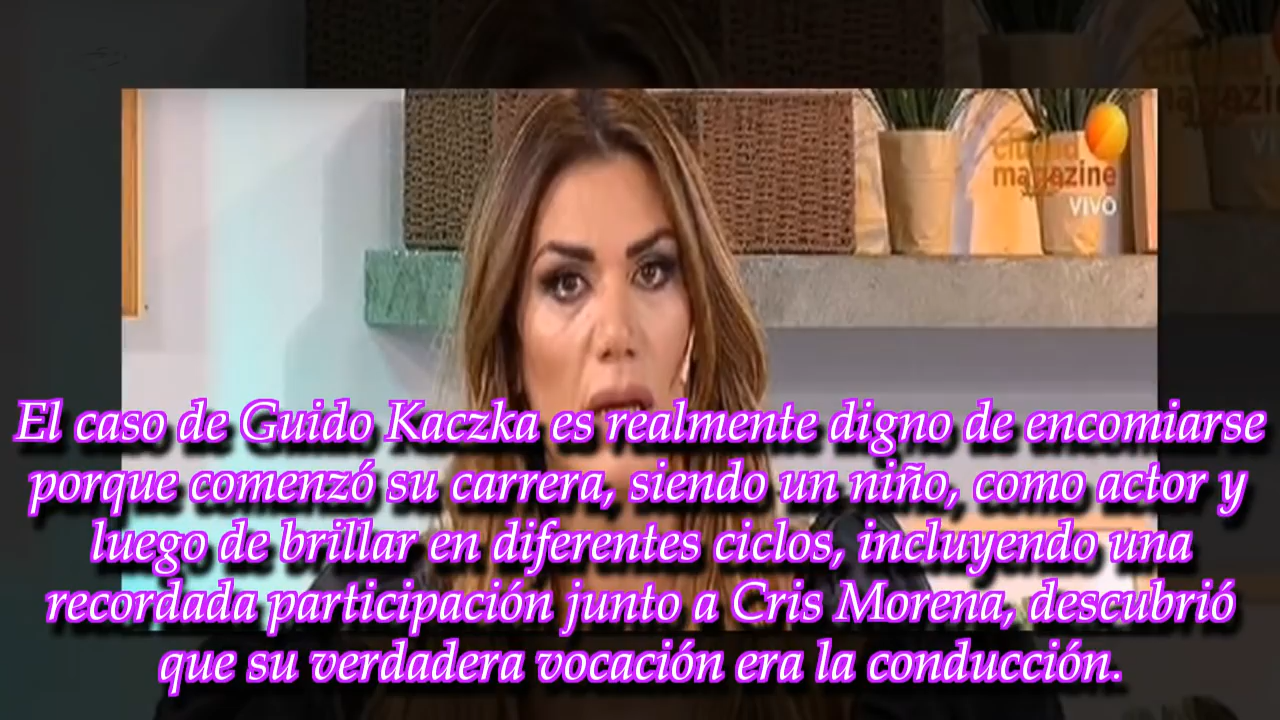 ciudad
magazine
VIVO
El caso de Guido Kaczka es realmente digno de encomiarse
porque comenzó su carrera, siendo un niño, como actor y
luego de brillar en diferentes ciclos, incluyendo una
recordada participación junto a Cris Morena, descubrió
que su verdadera vocación era la conducción.